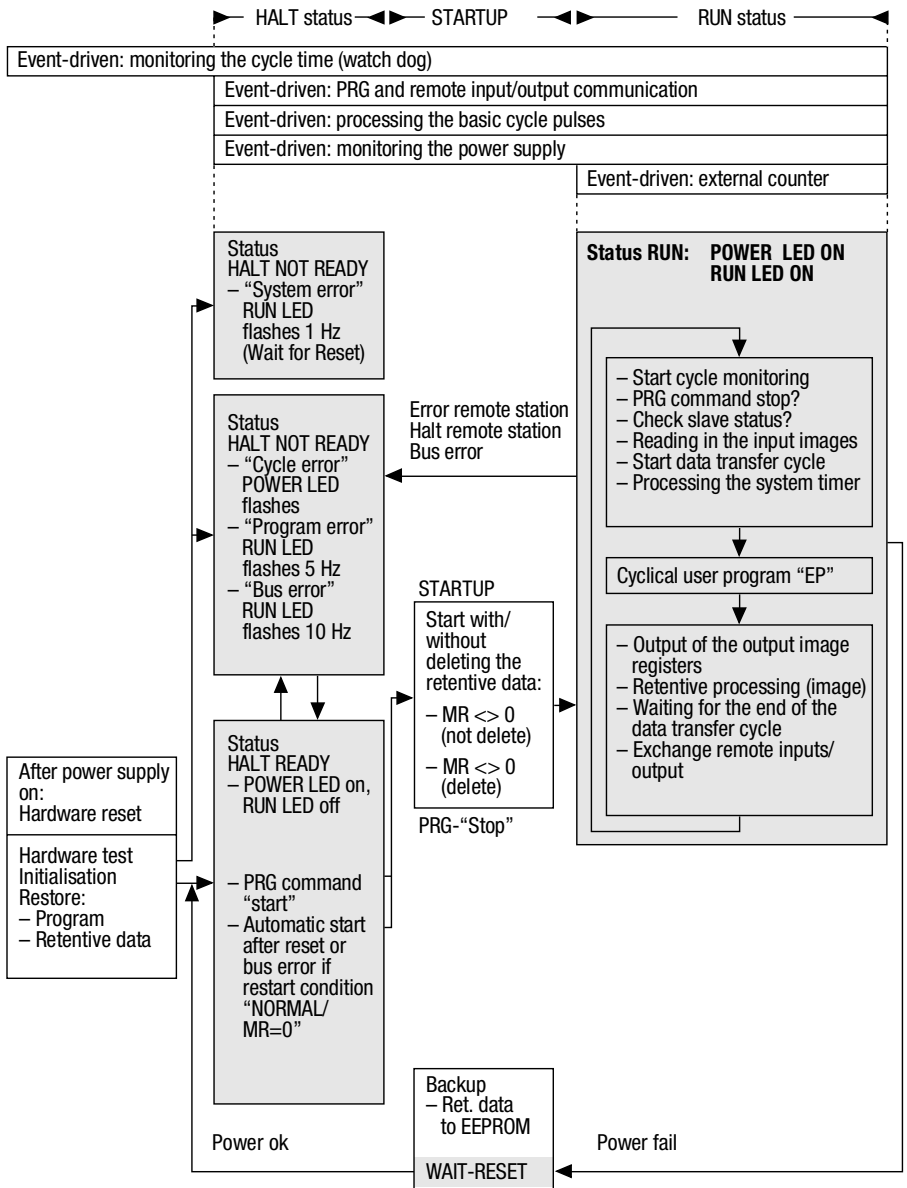 HALT status
STARTUP
RUN status
Event-driven: monitoring the cycle time (watch dog)
Event-driven: PRG and remote input/output communication
Event-driven: processing the basic cycle pulses
Event-driven: monitoring the power supply
Event-driven: external counter
Status
HALT NOT READY
– “System error”
RUN LED
flashes 1 Hz
(Wait for Reset)
Status RUN: POWER LED ON
RUN LED ON
– Start cycle monitoring
– PRG command stop?
– Check slave status?
– Reading in the input images
– Start data transfer cycle
– Processing the system timer
Error remote station
Halt remote station
Bus error
Status
HALT NOT READY
– “Cycle error”
POWER LED
flashes
– “Program error”
RUN LED
flashes 5 Hz
– “Bus error”
RUN LED
flashes 10 Hz
Cyclical user program “EP”
STARTUP
Start with/
without
deleting the
retentive data:
– MR <> 0
(not delete)
– MR <> 0
(delete)
PRG-“Stop”
– Output of the output image
registers
– Retentive processing (image)
– Waiting for the end of the
data transfer cycle
– Exchange remote inputs/
output
Status
HALT READY
– POWER LED on,
RUN LED off
– PRG command
“start”
– Automatic start
after reset or
bus error if
restart condition
“NORMAL/
MR=0”
After power supply
on:
Hardware reset
Hardware test
Initialisation
Restore:
– Program
– Retentive data
Backup
– Ret. data
to EEPROM
WAIT-RESET
Power ok
Power fail